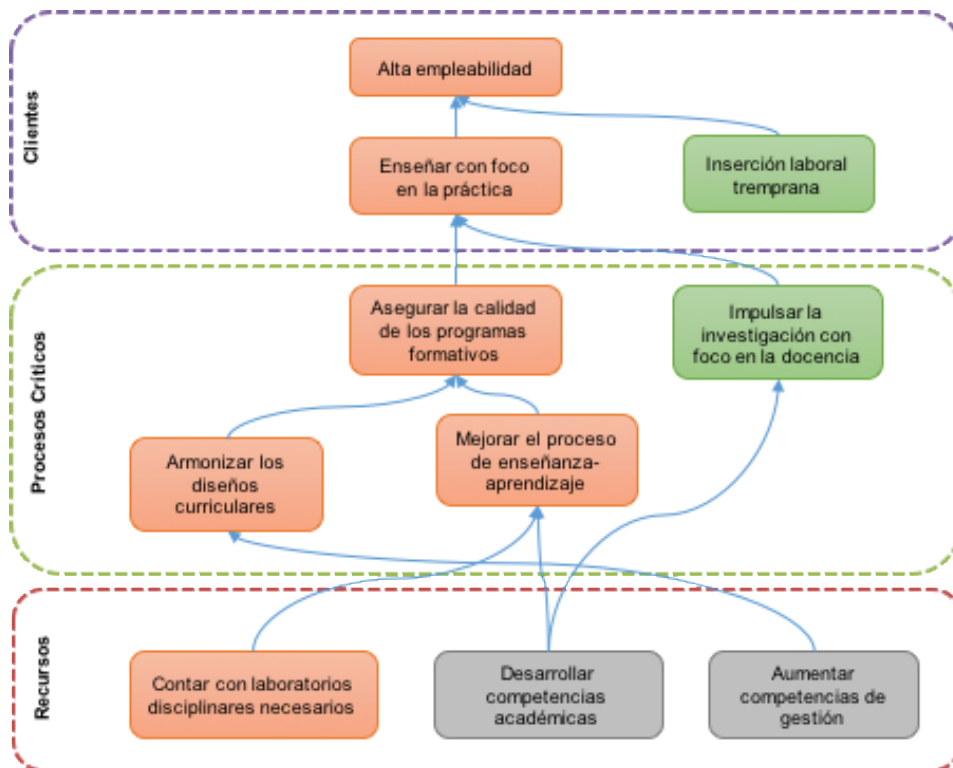 Clientes
Alta empleabilidad
Enseñar con foco
en la práctica
Inserción laboral
tremprana
Procesos Críticos
Asegurar la calidad
de los programas
formativos
Impulsar la
investigación con
foco en la docencia
Armonizar los
diseños
curriculares
Mejorar el proceso
de enseñanza-
aprendizaje
Recursos
Contar con laboratorios
disciplinares necesarios
Desarrollar
competencias
académicas
Aumentar
competencias de
gestión